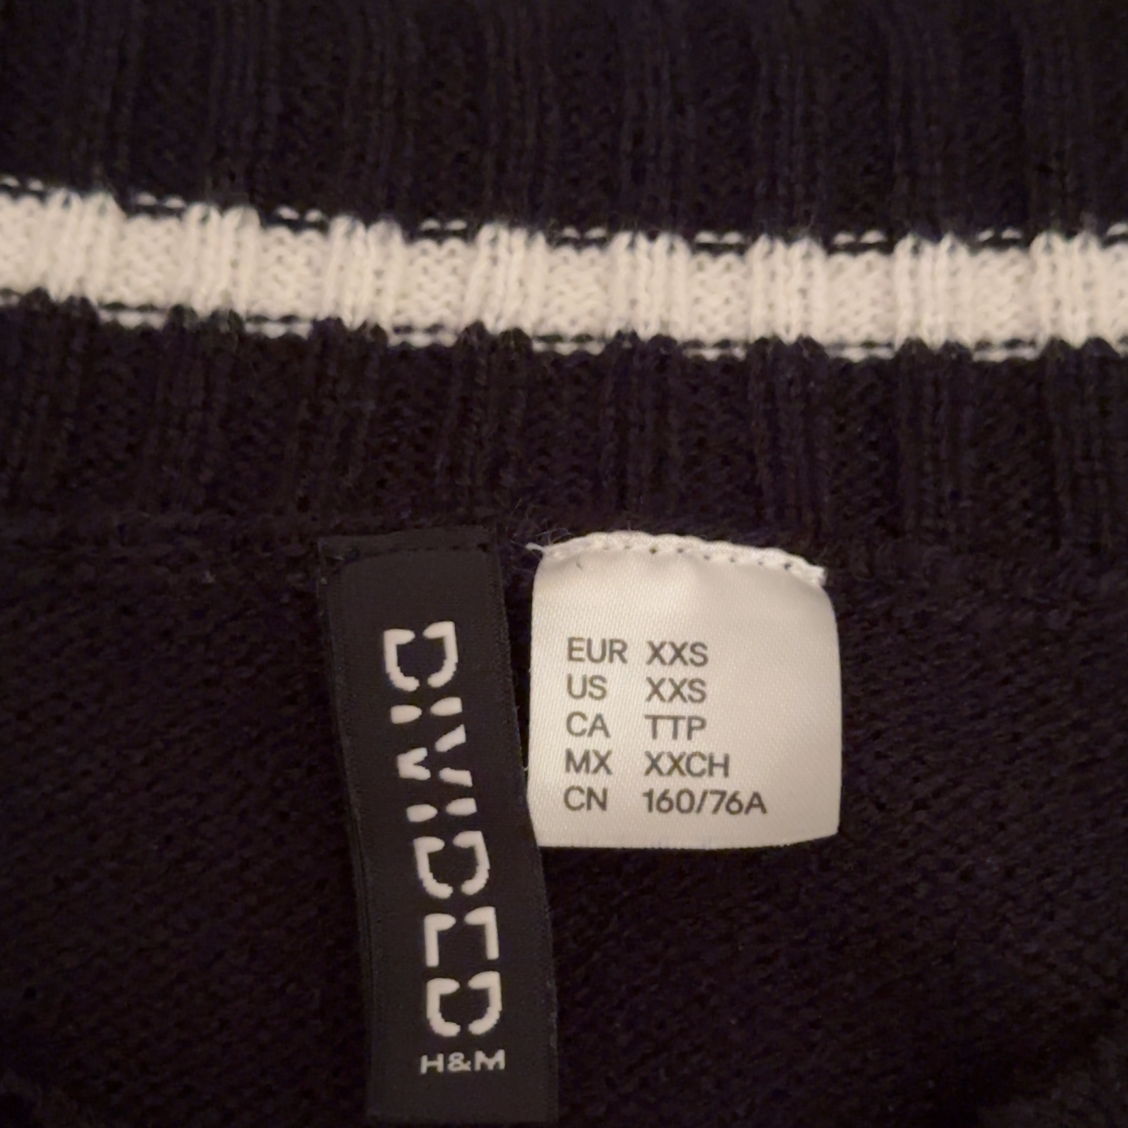 DIVIDED
H&M
EUR XXS
US XXS
CA TTP
MX XXCH
CN 160/76A